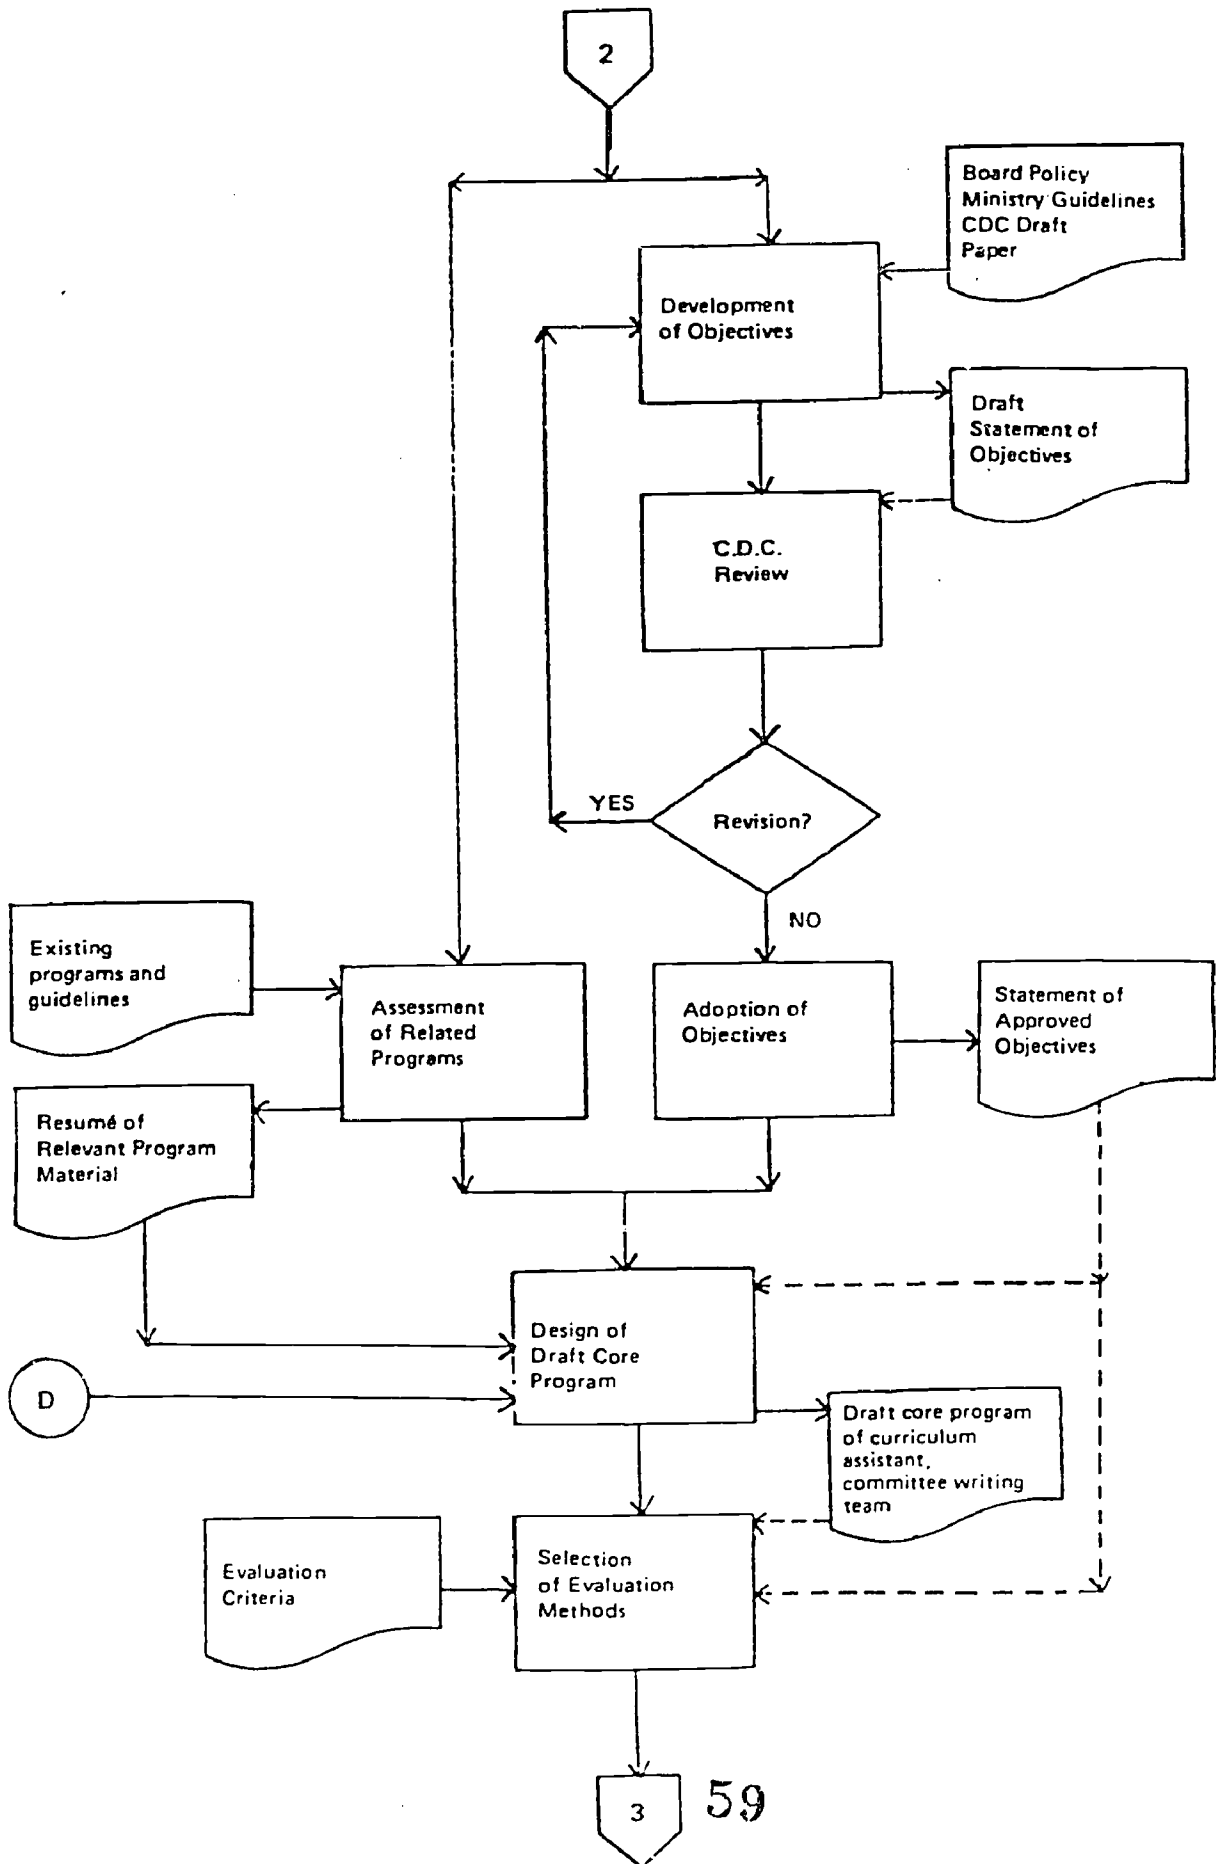 2
Board Policy
Ministry Guidelines
CDC Draft
Paper
Development
of Objectives
Draft
Statement of
Objectives
C.D.C.
Review
YES
Revision?
NO
Existing
programs and
guidelines
Assessment
of Related
Programs
Adoption of
Objectives
Statement of
Approved
Objectives
Resumé of
Relevant Program
Material
Design of
Draft Core
Program
D
Draft core program
of curriculum
assistant,
committee writing
team
Evaluation
Criteria
Selection
of Evaluation
Methods
3
59